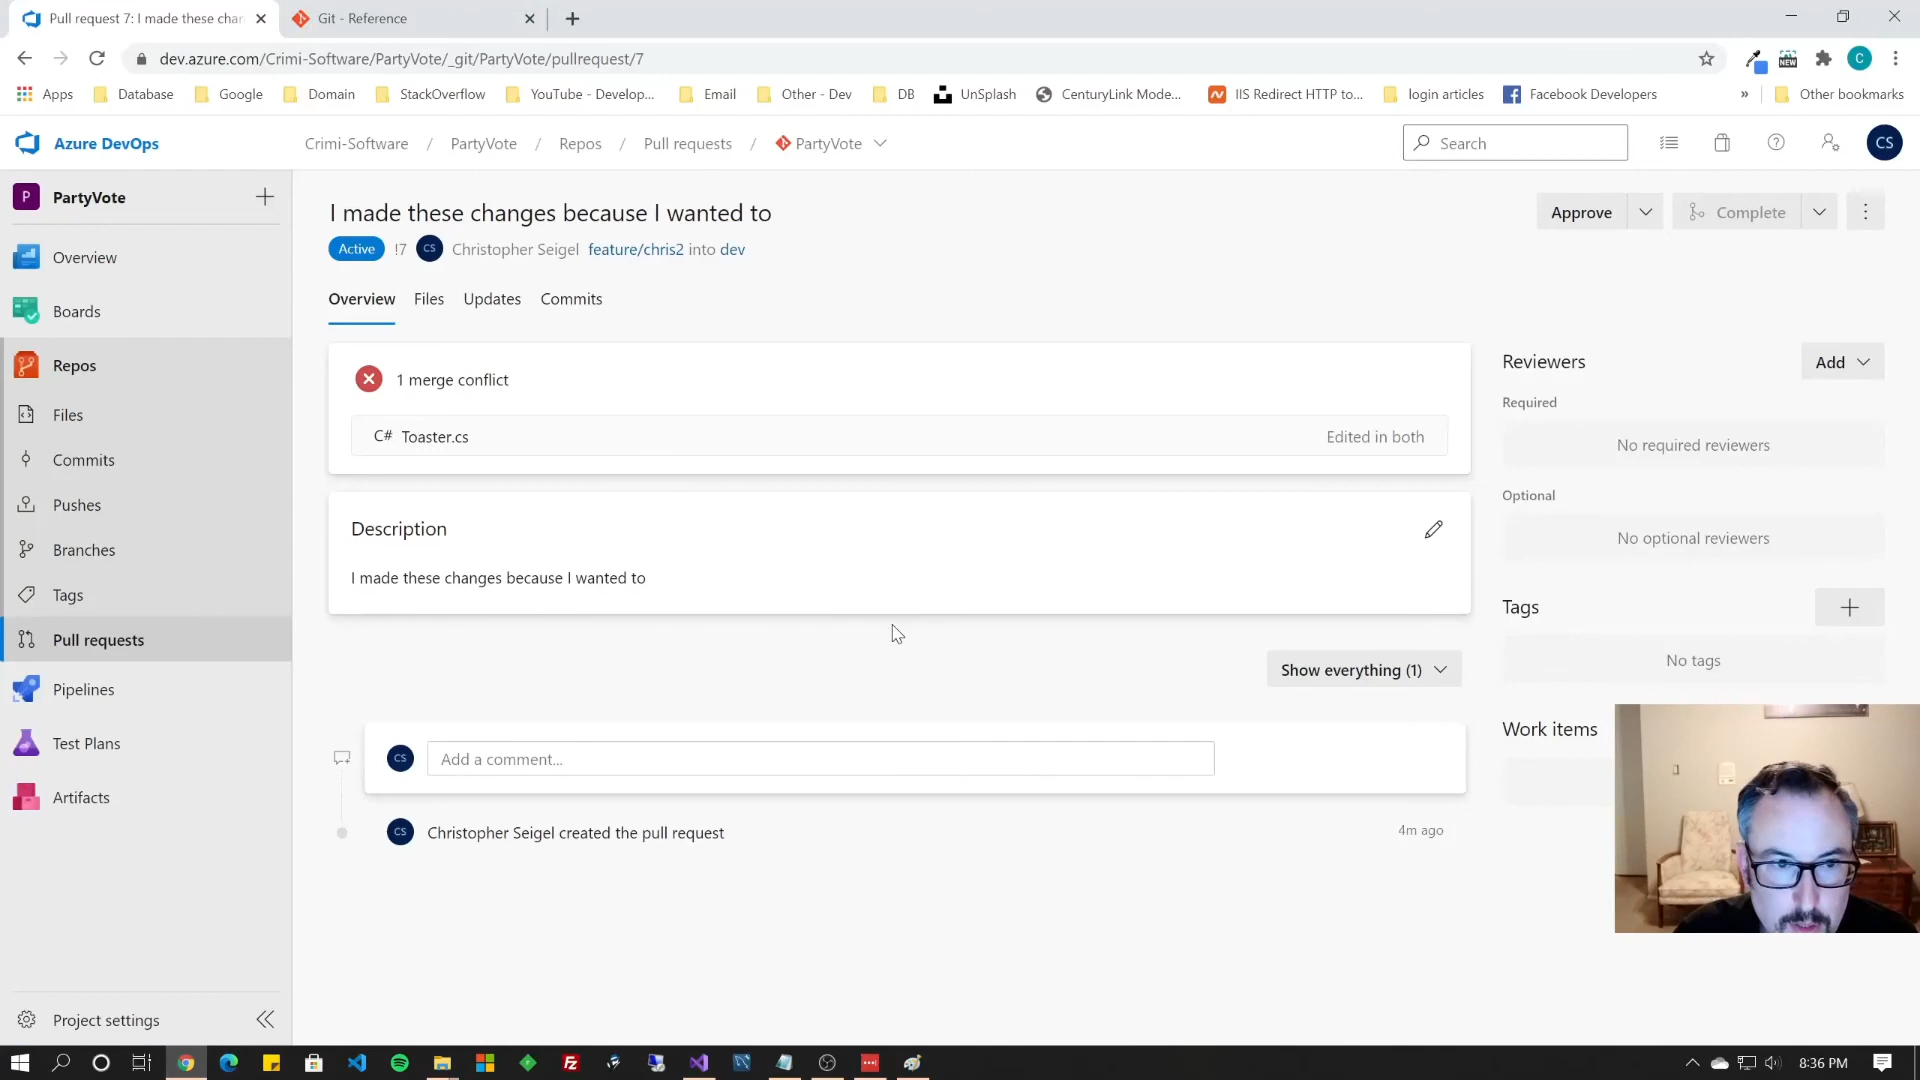 Pull request 7: I made these char
Git - Reference
dev.azure.com/Crimi-Software/PartyVote/_git/PartyVote/pullrequest/7
NEW
C
Apps
Database
Google
Domain
StackOverflow
YouTube - Develop...
Email
Other - Dev
DB
UnSplash
CenturyLink Mode...
IIS Redirect HTTP to...
login articles
Facebook Developers
»
Other bookmarks
Azure DevOps
Crimi-Software / PartyVote / Repos / Pull requests / PartyVote
Search
CS
P PartyVote
Overview
Boards
Repos
Files
Commits
Pushes
Branches
Tags
Pull requests
Pipelines
Test Plans
Artifacts
Project settings
I made these changes because I wanted to
Approve
Complete
Active !7 CS Christopher Seigel feature/chris2 into dev
Overview Files Updates Commits
1 merge conflict
C# Toaster.cs Edited in both
Description
I made these changes because I wanted to
Show everything (1)
CS Add a comment...
CS Christopher Seigel created the pull request 4m ago
Reviewers Add
Required
No required reviewers
Optional
No optional reviewers
Tags
No tags
Work items
8:36 PM